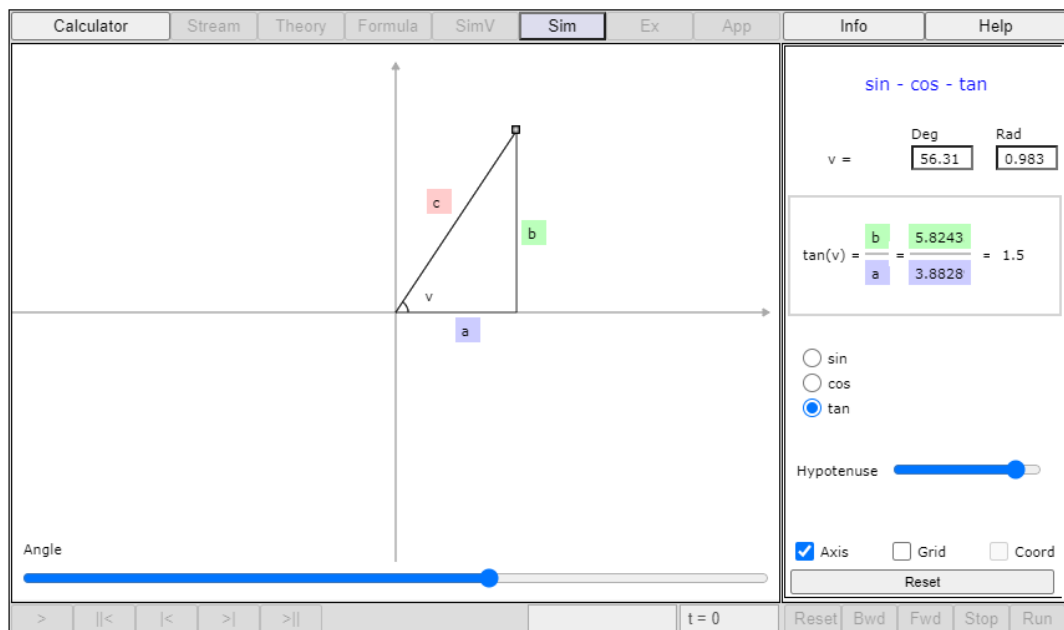 Calculator Stream Theory Formula SimV Sim Ex App Info Help
sin - cos - tan
Deg Rad
v = 56.31 0.983
c
b
v
a
tan(v) = b / a = 5.8243 / 3.8828 = 1.5
sin
cos
tan
Hypotenuse
Angle
Axis Grid Coord
Reset
> ||< |< >| >|| t = 0 Reset Bwd Fwd Stop Run